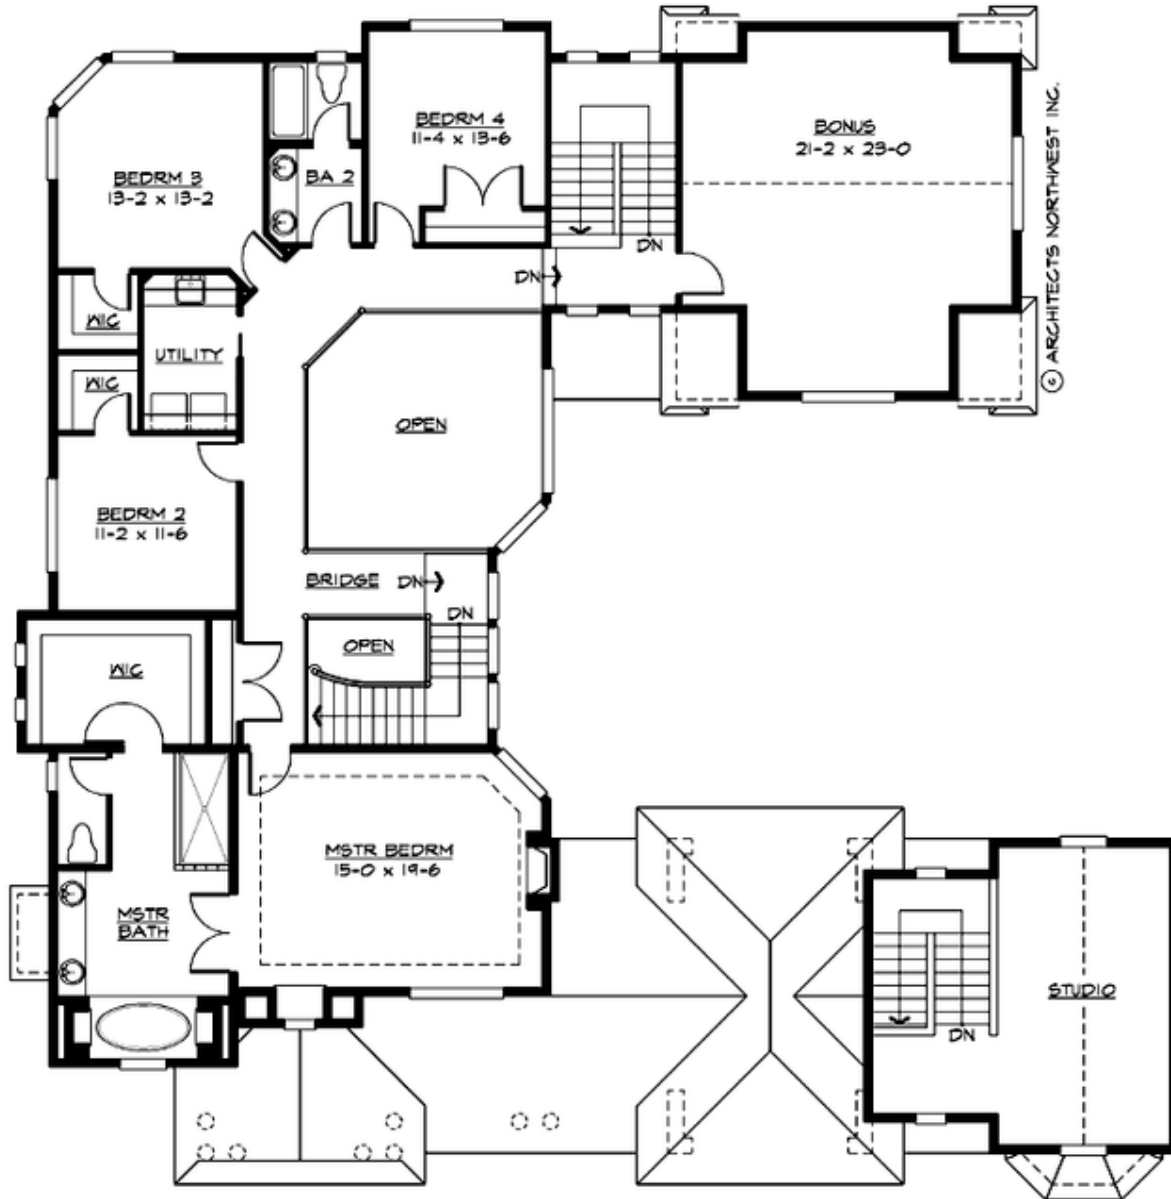 BEDRM 4
11-4 x 13-6
BONUS
21-2 x 23-0
© ARCHITECTS NORTHWEST INC.
BEDRM 3
13-2 x 13-2
BA 2
DN
DN
DN
WIC
UTILITY
WIC
OPEN
BEDRM 2
11-2 x 11-6
BRIDGE
DN
DN
OPEN
WIC
MSTR BEDRM
15-0 x 19-6
MSTR
BATH
STUDIO
DN